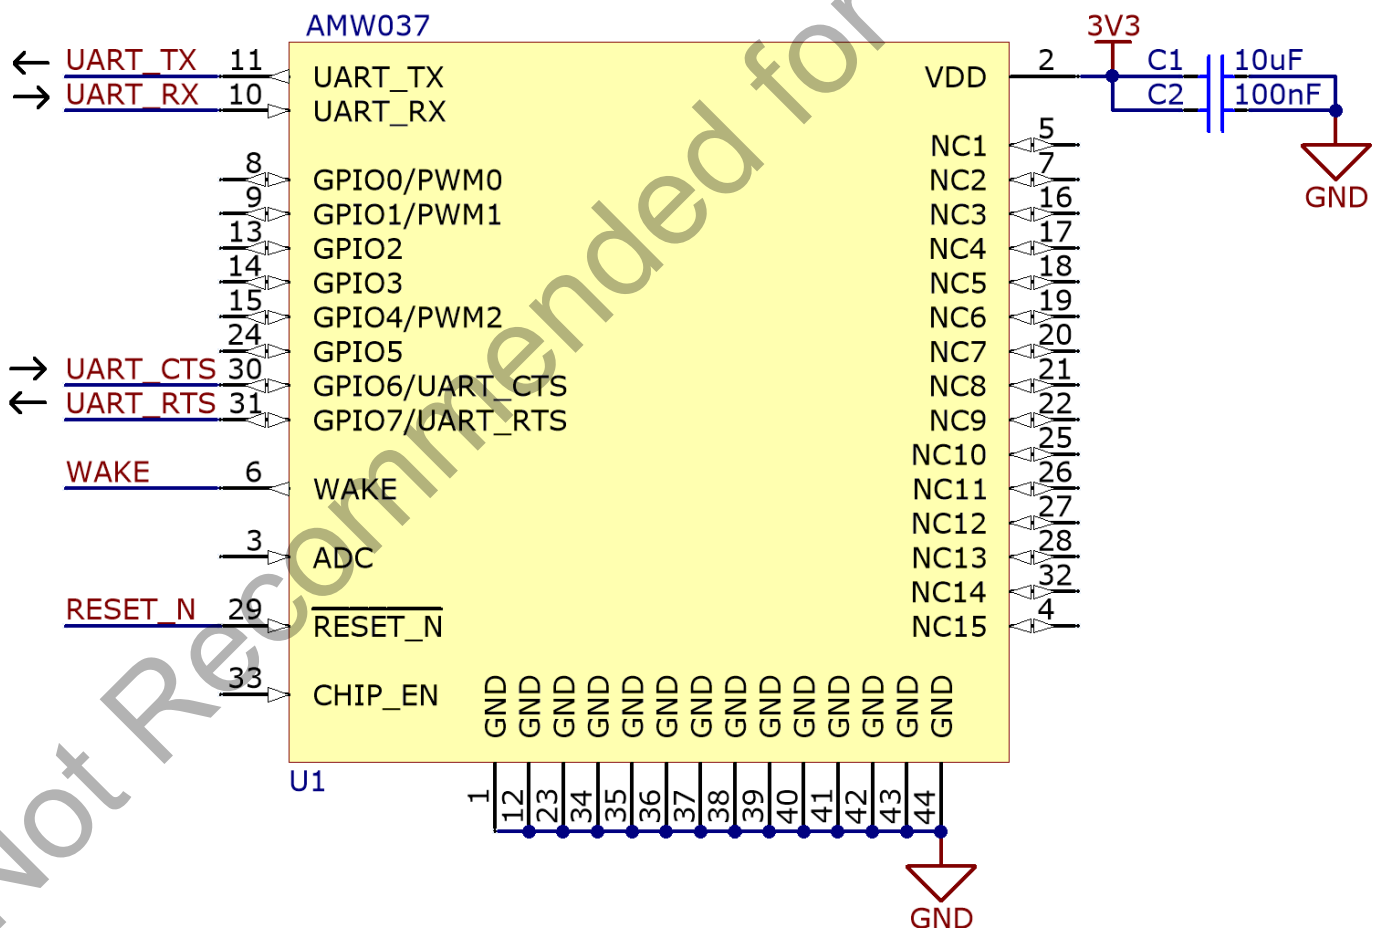 AMW037
3V3
UART_TX 11 UART_TX
UART_RX 10 UART_RX
VDD 2
C1 10uF
C2 100nF
GND
8 GPIO0/PWM0
9 GPIO1/PWM1
13 GPIO2
14 GPIO3
15 GPIO4/PWM2
24 GPIO5
UART_CTS 30 GPIO6/UART_CTS
UART_RTS 31 GPIO7/UART_RTS
WAKE 6 WAKE
3 ADC
RESET_N 29 RESET_N
33 CHIP_EN
NC1 5
NC2 7
NC3 16
NC4 17
NC5 18
NC6 19
NC7 20
NC8 21
NC9 22
NC10 25
NC11 26
NC12 27
NC13 28
NC14 32
NC15 4
GND GND GND GND GND GND GND GND GND GND GND GND GND GND
U1
1 12 23 34 35 36 37 38 39 40 41 42 43 44
GND
Not Recommended for